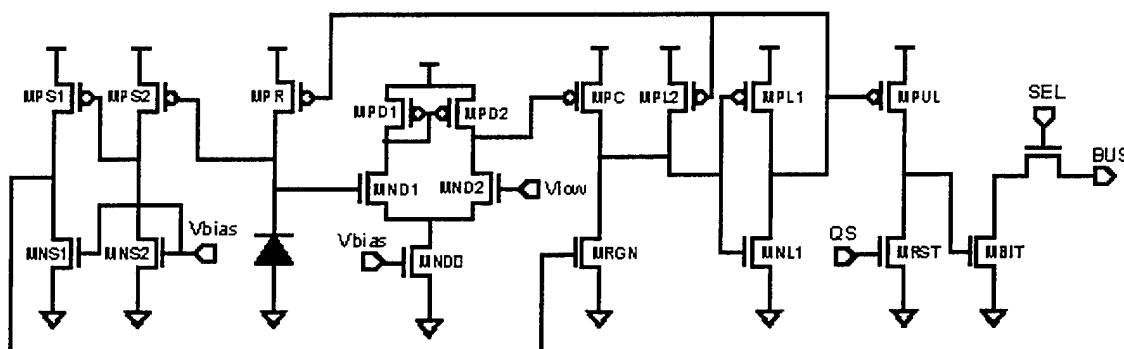 MPS1
MPS2
MPR
MPD1
MPD2
MPC
MPL2
MPL1
MPUL
SEL
BUS
MND1
MND2
Vlow
MNS1
MNS2
Vbias
Vbias
MND0
MRGN
MNL1
QS
MRST
MBIT